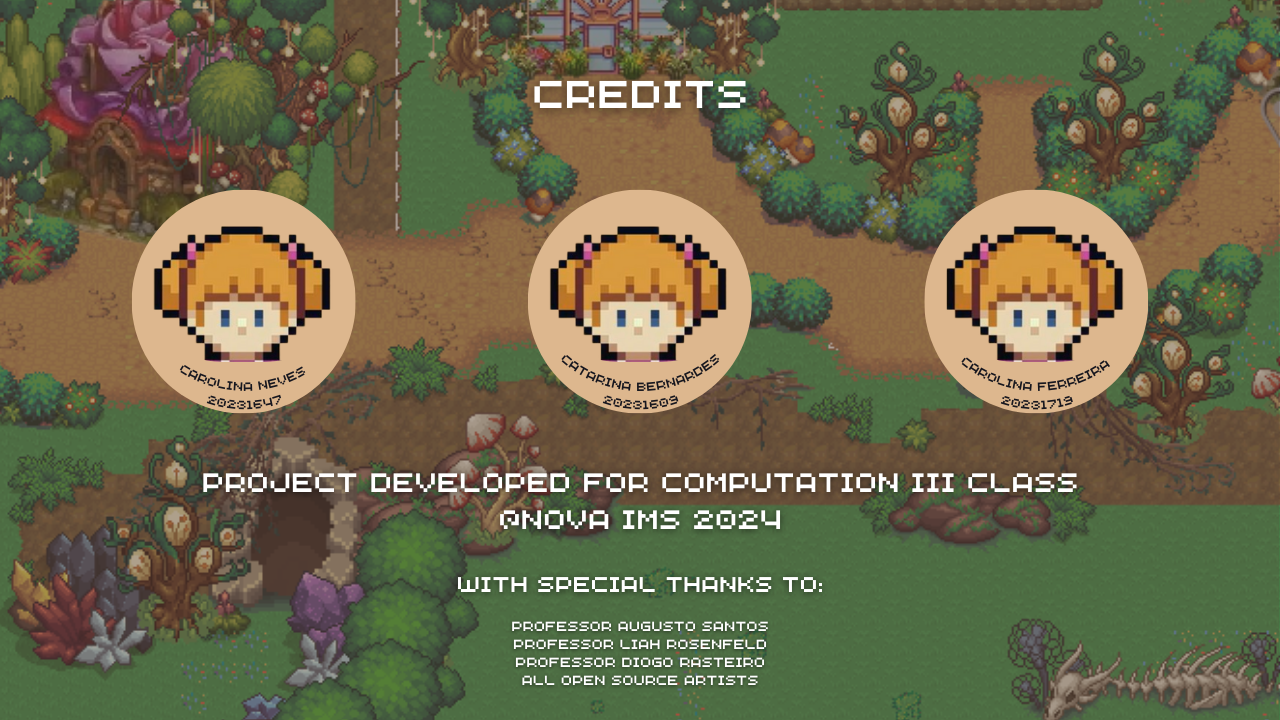 CREDITS
CAROLINA NEVES
20231647
CATARINA BERNARDES
20231609
CAROLINA FERREIRA
20231719
PROJECT DEVELOPED FOR COMPUTATION III CLASS
@NOVA IMS 2024
WITH SPECIAL THANKS TO:
PROFESSOR AUGUSTO SANTOS
PROFESSOR LIAH ROSENFELD
PROFESSOR DIOGO RASTEIRO
ALL OPEN SOURCE ARTISTS